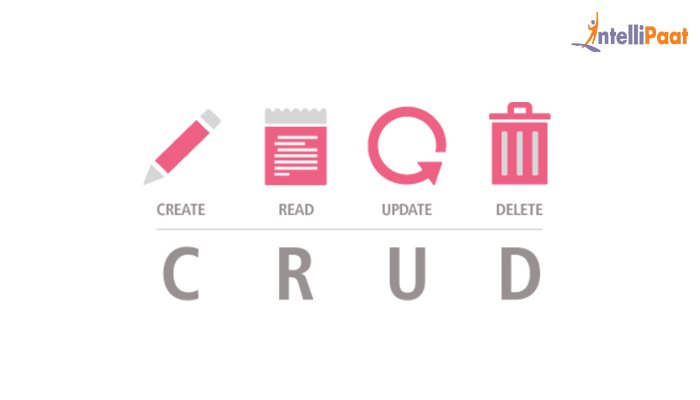 IntelliPaat
CREATE READ UPDATE DELETE
C R U D